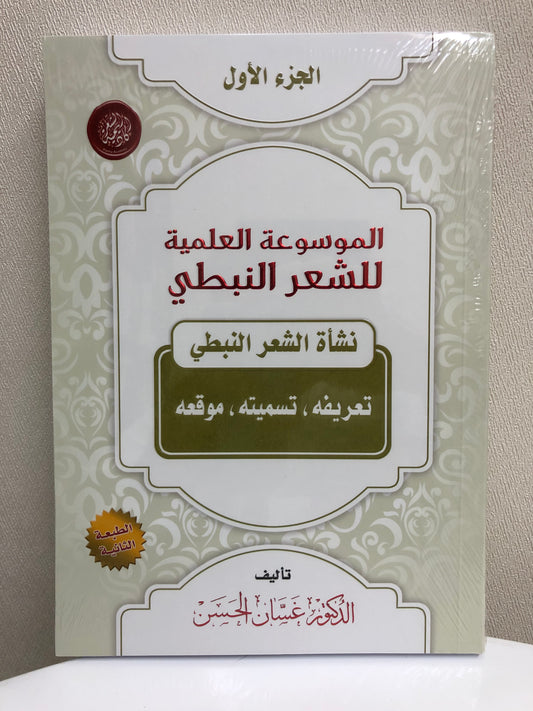 الجزء الأول
الموسوعة العلمية
للشعر النبطي
نشأة الشعر النبطي
تعريفه ، تسميته ، موقعه
الطبعة
الثانية
تأليف
الدكتور غسان الحسن